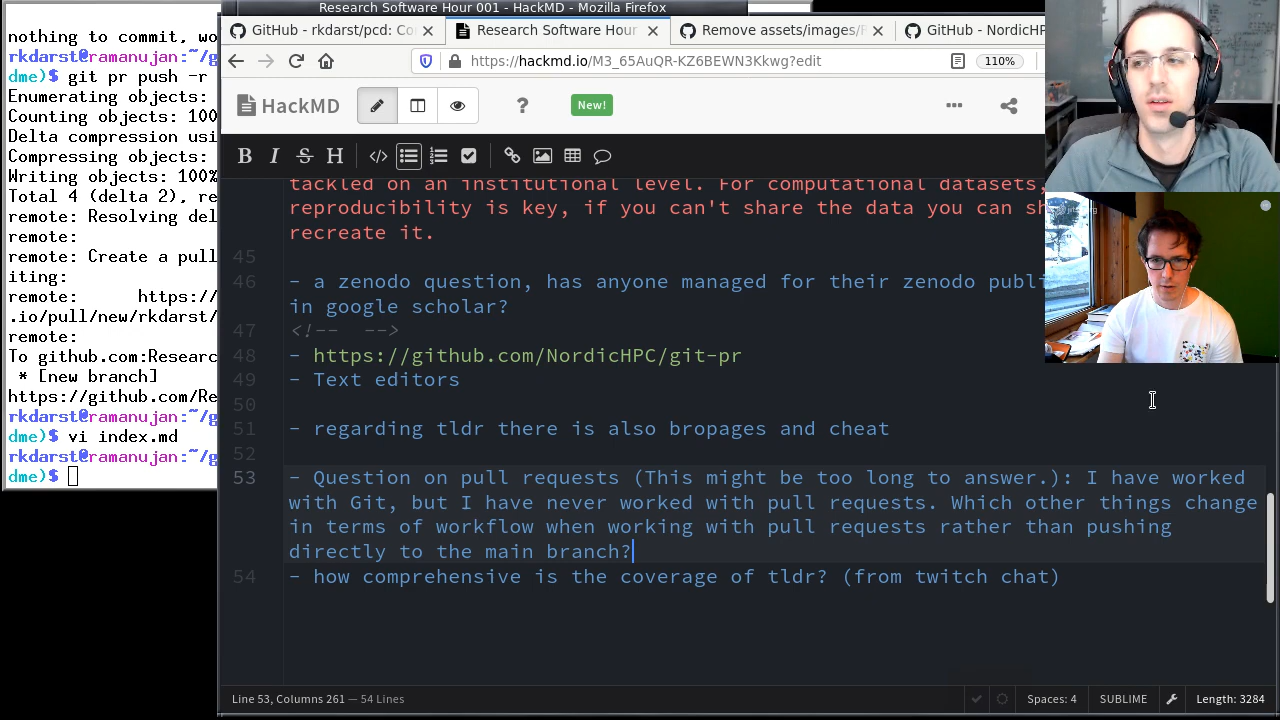 Research Software Hour 001 - HackMD - Mozilla Firefox
nothing to commit, wo
rkdarst@ramanujan:~/g
dme)$ git pr push -r
Enumerating objects:
Counting objects: 100
Delta compression usi
Compressing objects:
Writing objects: 100%
Total 4 (delta 2), re
remote: Resolving del
remote:
remote: Create a pull
iting:
remote:      https://
.io/pull/new/rkdarst/
remote:
To github.com:Researc
* [new branch]
https://github.com/Re
rkdarst@ramanujan:~/g
dme)$ vi index.md
rkdarst@ramanujan:~/g
dme)$
GitHub - rkdarst/pcd: Co
Research Software Hour
Remove assets/images/F
GitHub - NordicHP
https://hackmd.io/M3_65AuQR-KZ6BEWN3Kkwg?edit
110%
HackMD
?
New!
B I S H
tackled on an institutional level. For computational datasets,
reproducibility is key, if you can't share the data you can sh
recreate it.
45
46 - a zenodo question, has anyone managed for their zenodo publi
in google scholar?
47 <!--  -->
48 - https://github.com/NordicHPC/git-pr
49 - Text editors
50
51 - regarding tldr there is also bropages and cheat
52
53 - Question on pull requests (This might be too long to answer.): I have worked
with Git, but I have never worked with pull requests. Which other things change
in terms of workflow when working with pull requests rather than pushing
directly to the main branch?
54 - how comprehensive is the coverage of tldr? (from twitch chat)
Line 53, Columns 261 — 54 Lines
Spaces: 4
SUBLIME
Length: 3284